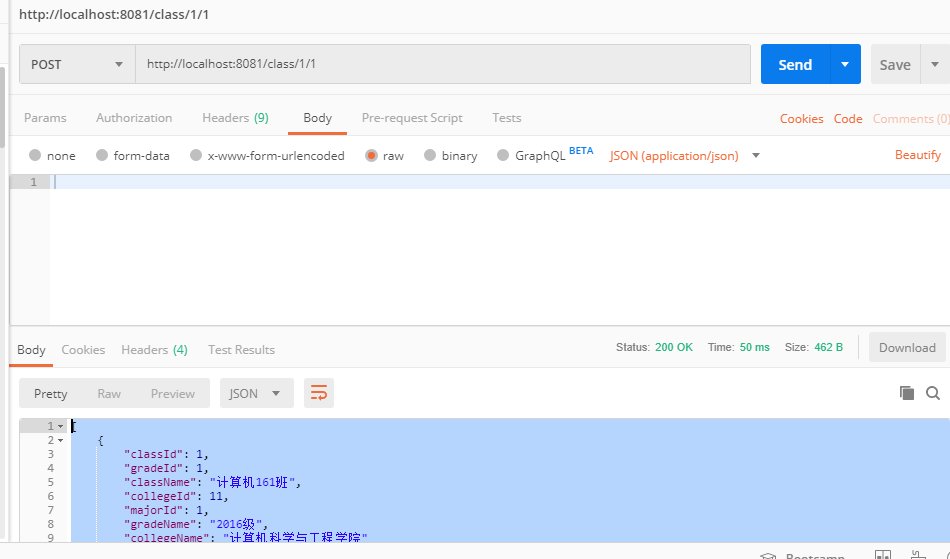 http://localhost:8081/class/1/1
POST http://localhost:8081/class/1/1 Send Save
Params Authorization Headers (9) Body Pre-request Script Tests Cookies Code Comments (0)
none form-data x-www-form-urlencoded raw binary GraphQL BETA JSON (application/json) Beautify
1
Body Cookies Headers (4) Test Results Status: 200 OK Time: 50 ms Size: 462 B Download
Pretty Raw Preview JSON
1 [
2 {
3 "classId": 1,
4 "gradeId": 1,
5 "className": "计算机161班",
6 "collegeId": 11,
7 "majorId": 1,
8 "gradeName": "2016级",
9 "collegeName": "计算机科学与工程学院"
Bootcamp